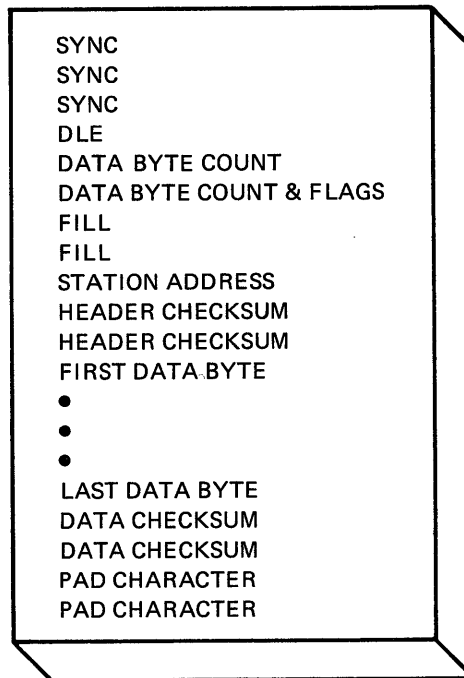 SYNC
SYNC
SYNC
DLE
DATA BYTE COUNT
DATA BYTE COUNT & FLAGS
FILL
FILL
STATION ADDRESS
HEADER CHECKSUM
HEADER CHECKSUM
FIRST DATA BYTE
•
•
•
LAST DATA BYTE
DATA CHECKSUM
DATA CHECKSUM
PAD CHARACTER
PAD CHARACTER